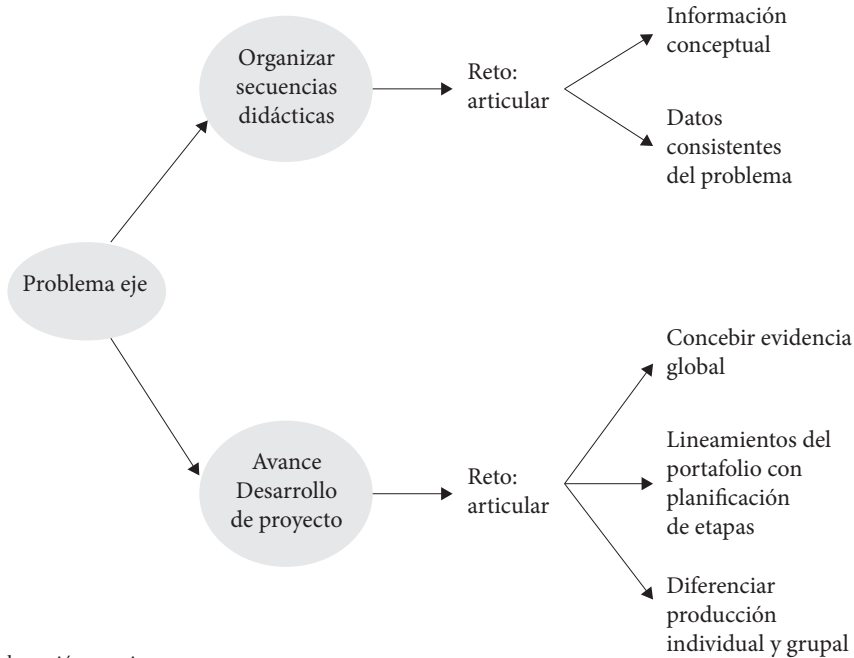 Organizar
secuencias
didácticas
Reto:
articular
Información
conceptual
Datos
consistentes
del problema
Problema eje
Avance
Desarrollo
de proyecto
Reto:
articular
Concebir evidencia
global
Lineamientos del
portafolio con
planificación
de etapas
Diferenciar
producción
individual y grupal